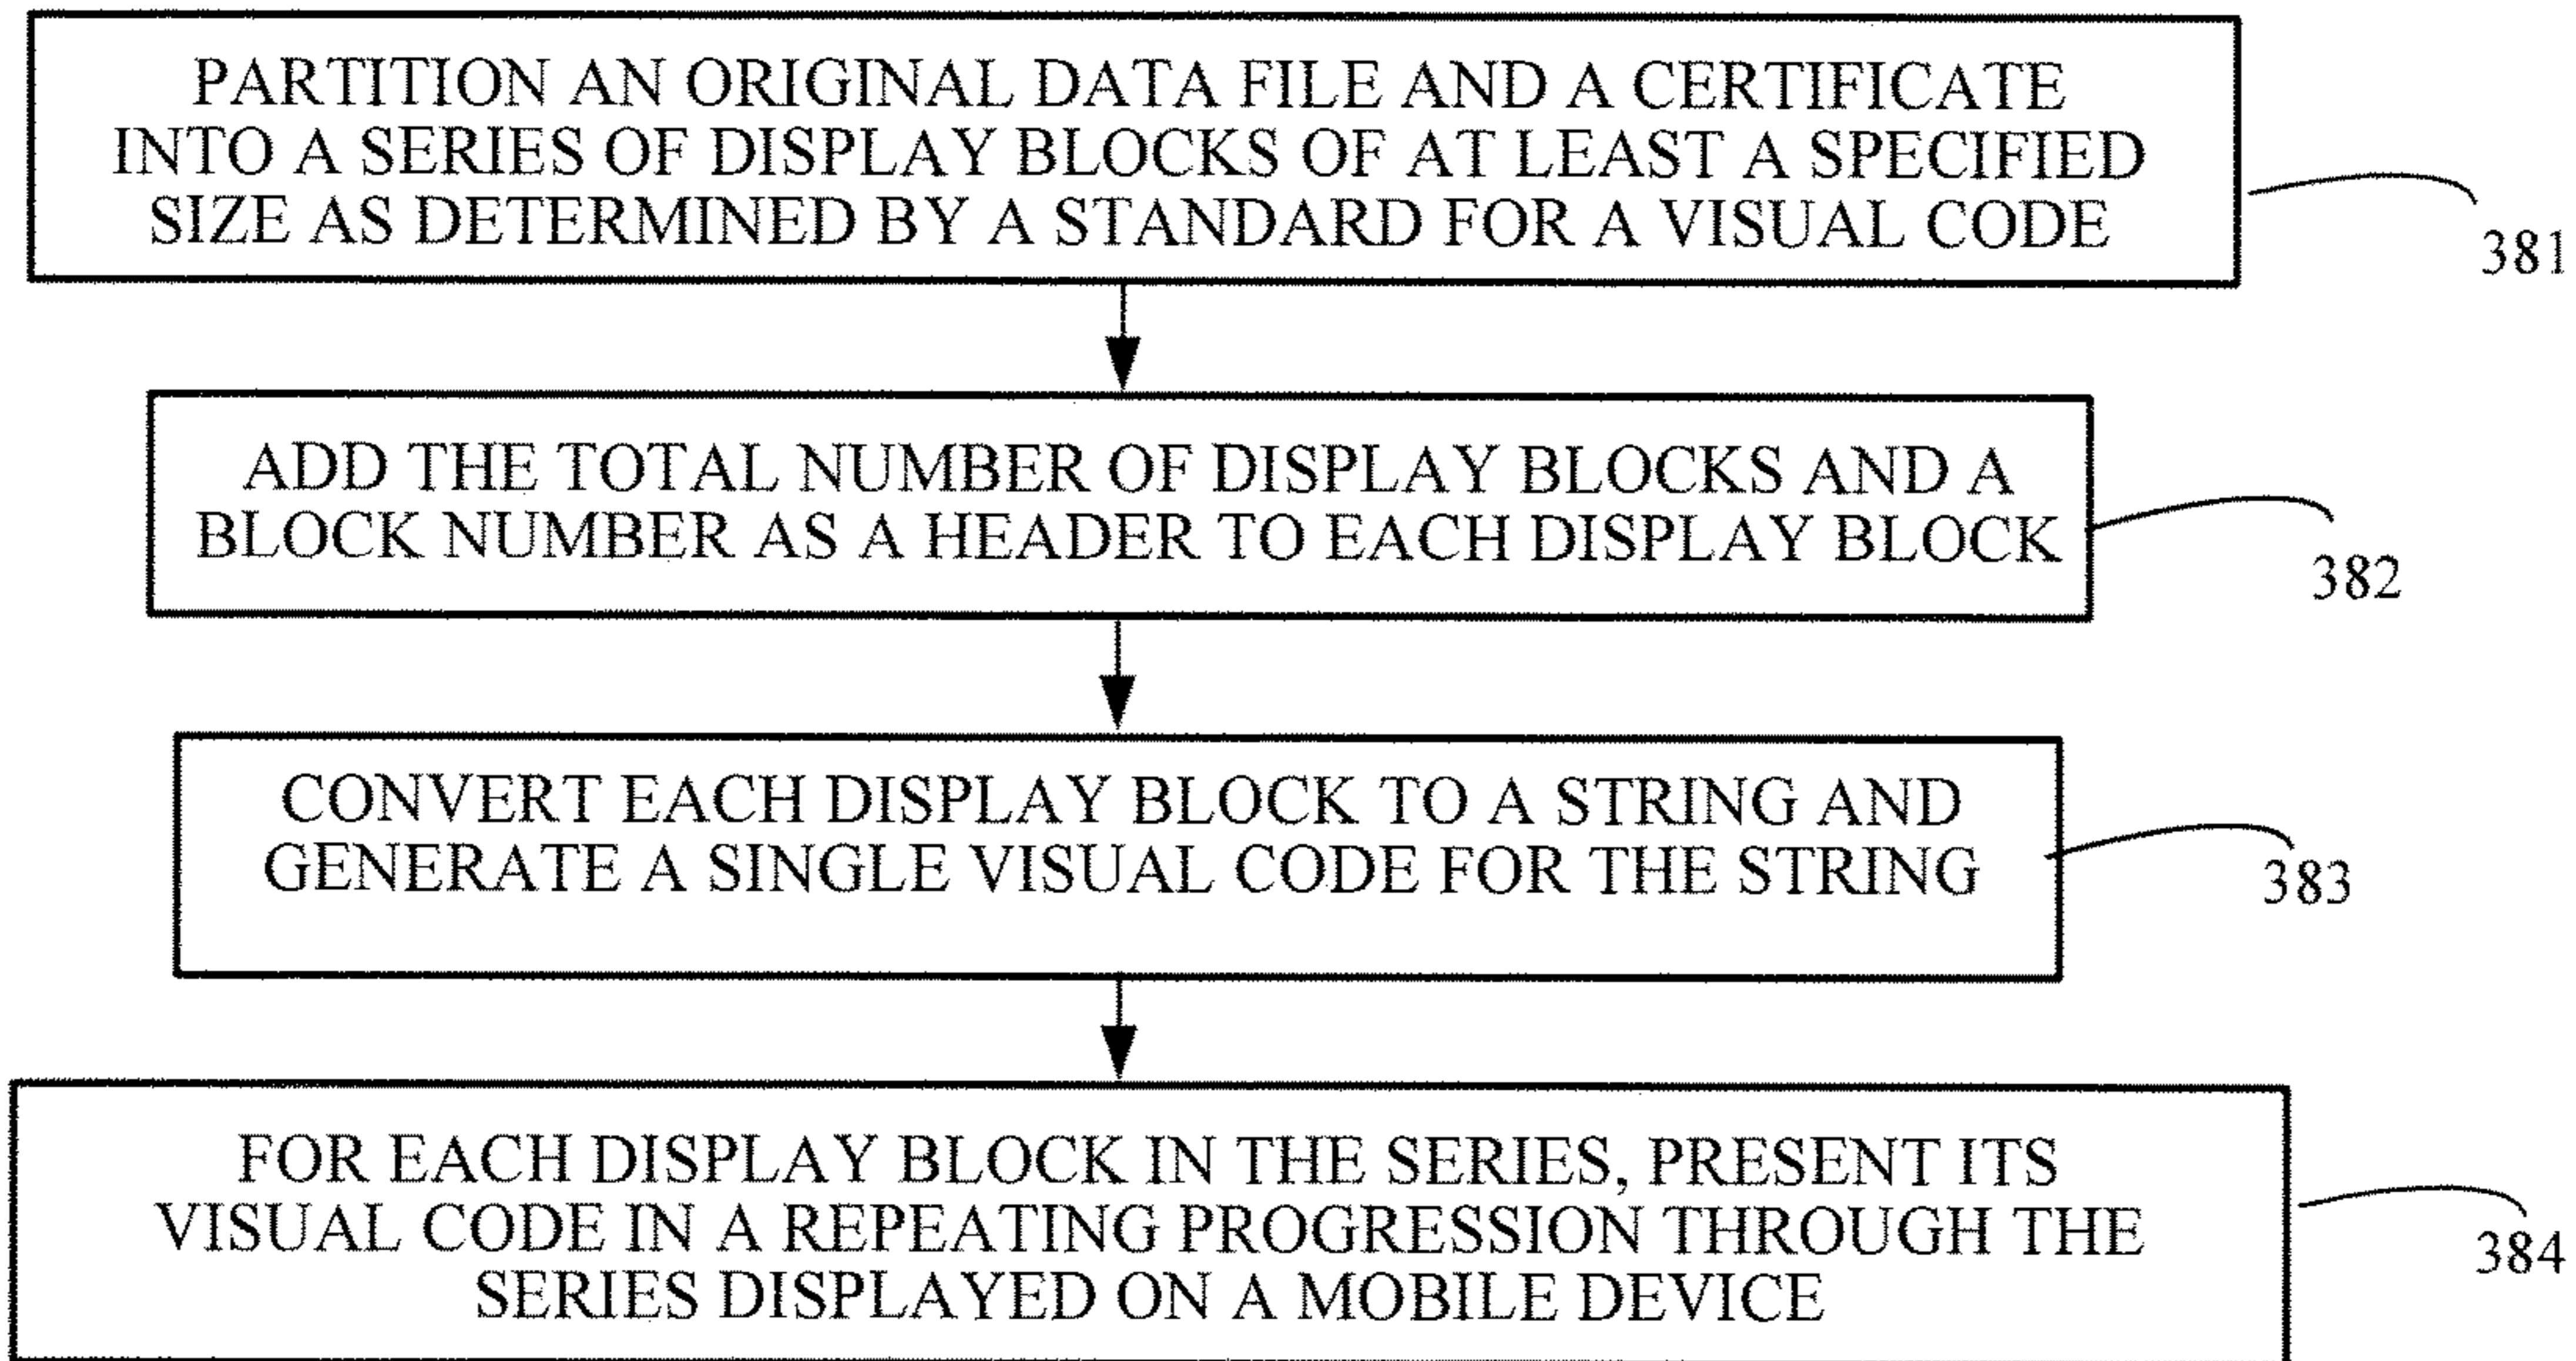 PARTITION AN ORIGINAL DATA FILE AND A CERTIFICATE
INTO A SERIES OF DISPLAY BLOCKS OF AT LEAST A SPECIFIED
SIZE AS DETERMINED BY A STANDARD FOR A VISUAL CODE
381
ADD THE TOTAL NUMBER OF DISPLAY BLOCKS AND A
BLOCK NUMBER AS A HEADER TO EACH DISPLAY BLOCK
382
CONVERT EACH DISPLAY BLOCK TO A STRING AND
GENERATE A SINGLE VISUAL CODE FOR THE STRING
383
FOR EACH DISPLAY BLOCK IN THE SERIES, PRESENT ITS
VISUAL CODE IN A REPEATING PROGRESSION THROUGH THE
SERIES DISPLAYED ON A MOBILE DEVICE
384